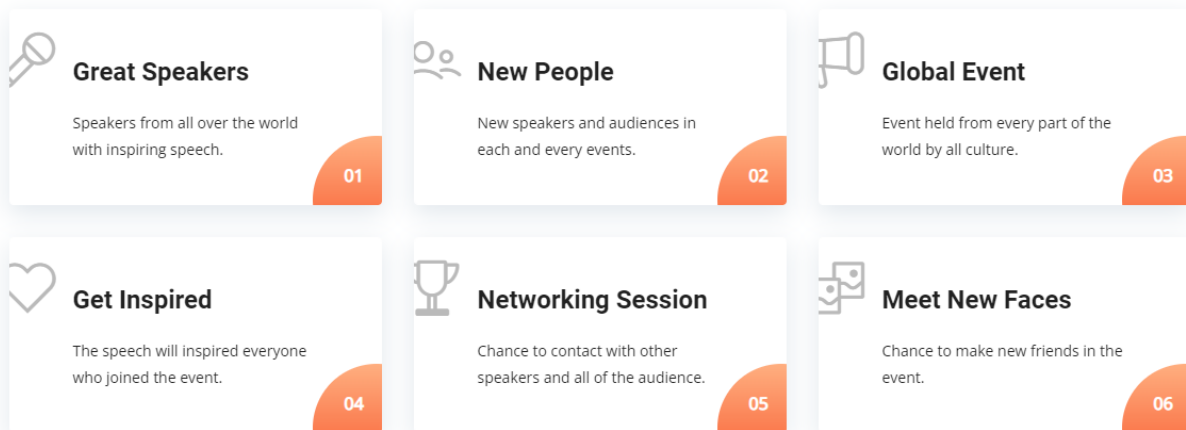 Great Speakers
Speakers from all over the world
with inspiring speech.
01
New People
New speakers and audiences in
each and every events.
02
Global Event
Event held from every part of the
world by all culture.
03
Get Inspired
The speech will inspired everyone
who joined the event.
04
Networking Session
Chance to contact with other
speakers and all of the audience.
05
Meet New Faces
Chance to make new friends in the
event.
06